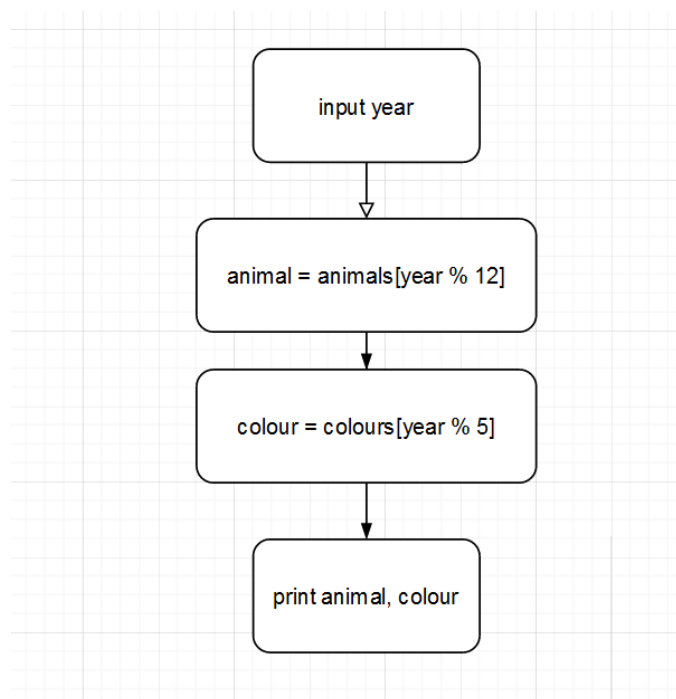 input year
animal = animals[year % 12]
colour = colours[year % 5]
print animal, colour